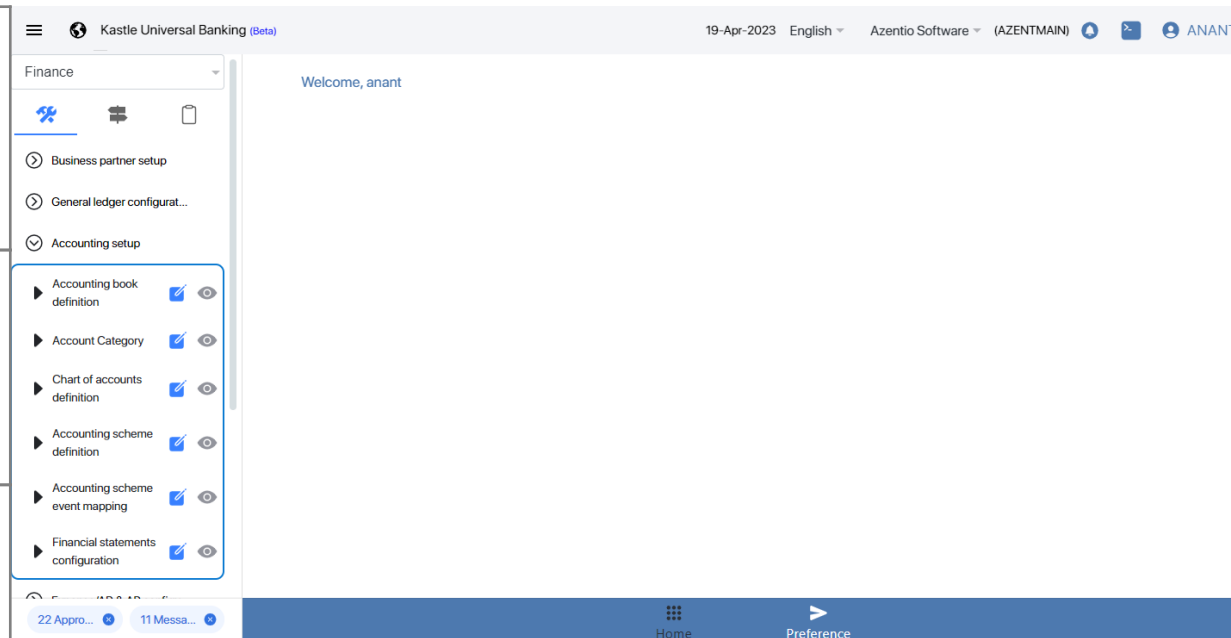 Kastle Universal Banking (Beta)
19-Apr-2023 English Azentio Software (AZENTMAIN) ANANT
Finance
Welcome, anant
Business partner setup
General ledger configurat...
Accounting setup
Accounting book
definition
Account Category
Chart of accounts
definition
Accounting scheme
definition
Accounting scheme
event mapping
Financial statements
configuration
22 Appro... 11 Messa...
Home Preference